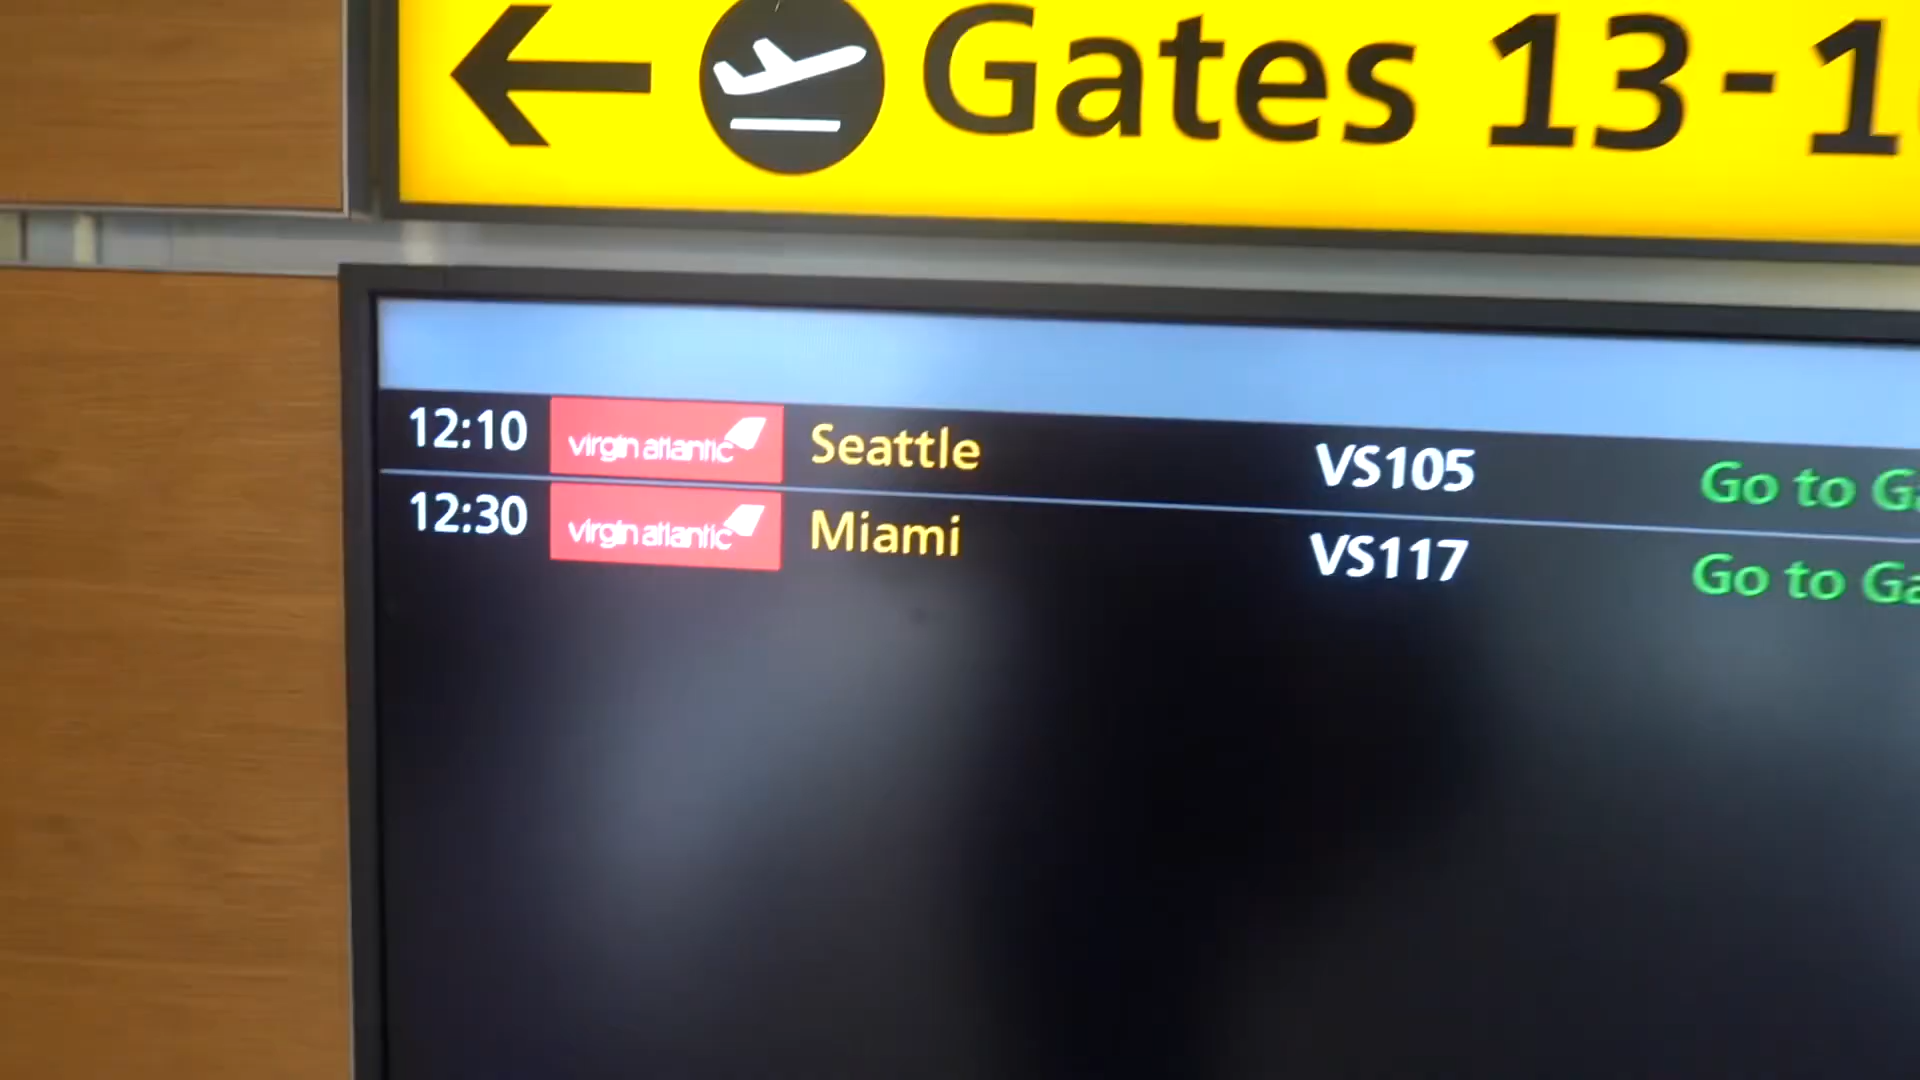 Gates 13-1
12:10 virgin atlantic Seattle VS105 Go to
12:30 virgin atlantic Miami VS117 Go to